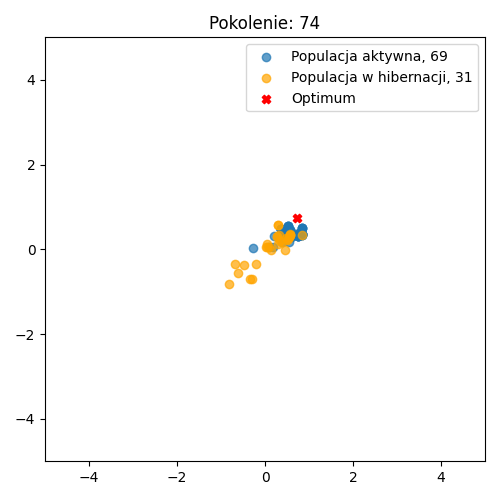 Pokolenie: 74
Populacja aktywna, 69
Populacja w hibernacji, 31
Optimum
4
2
0
−2
−4
−4
−2
0
2
4